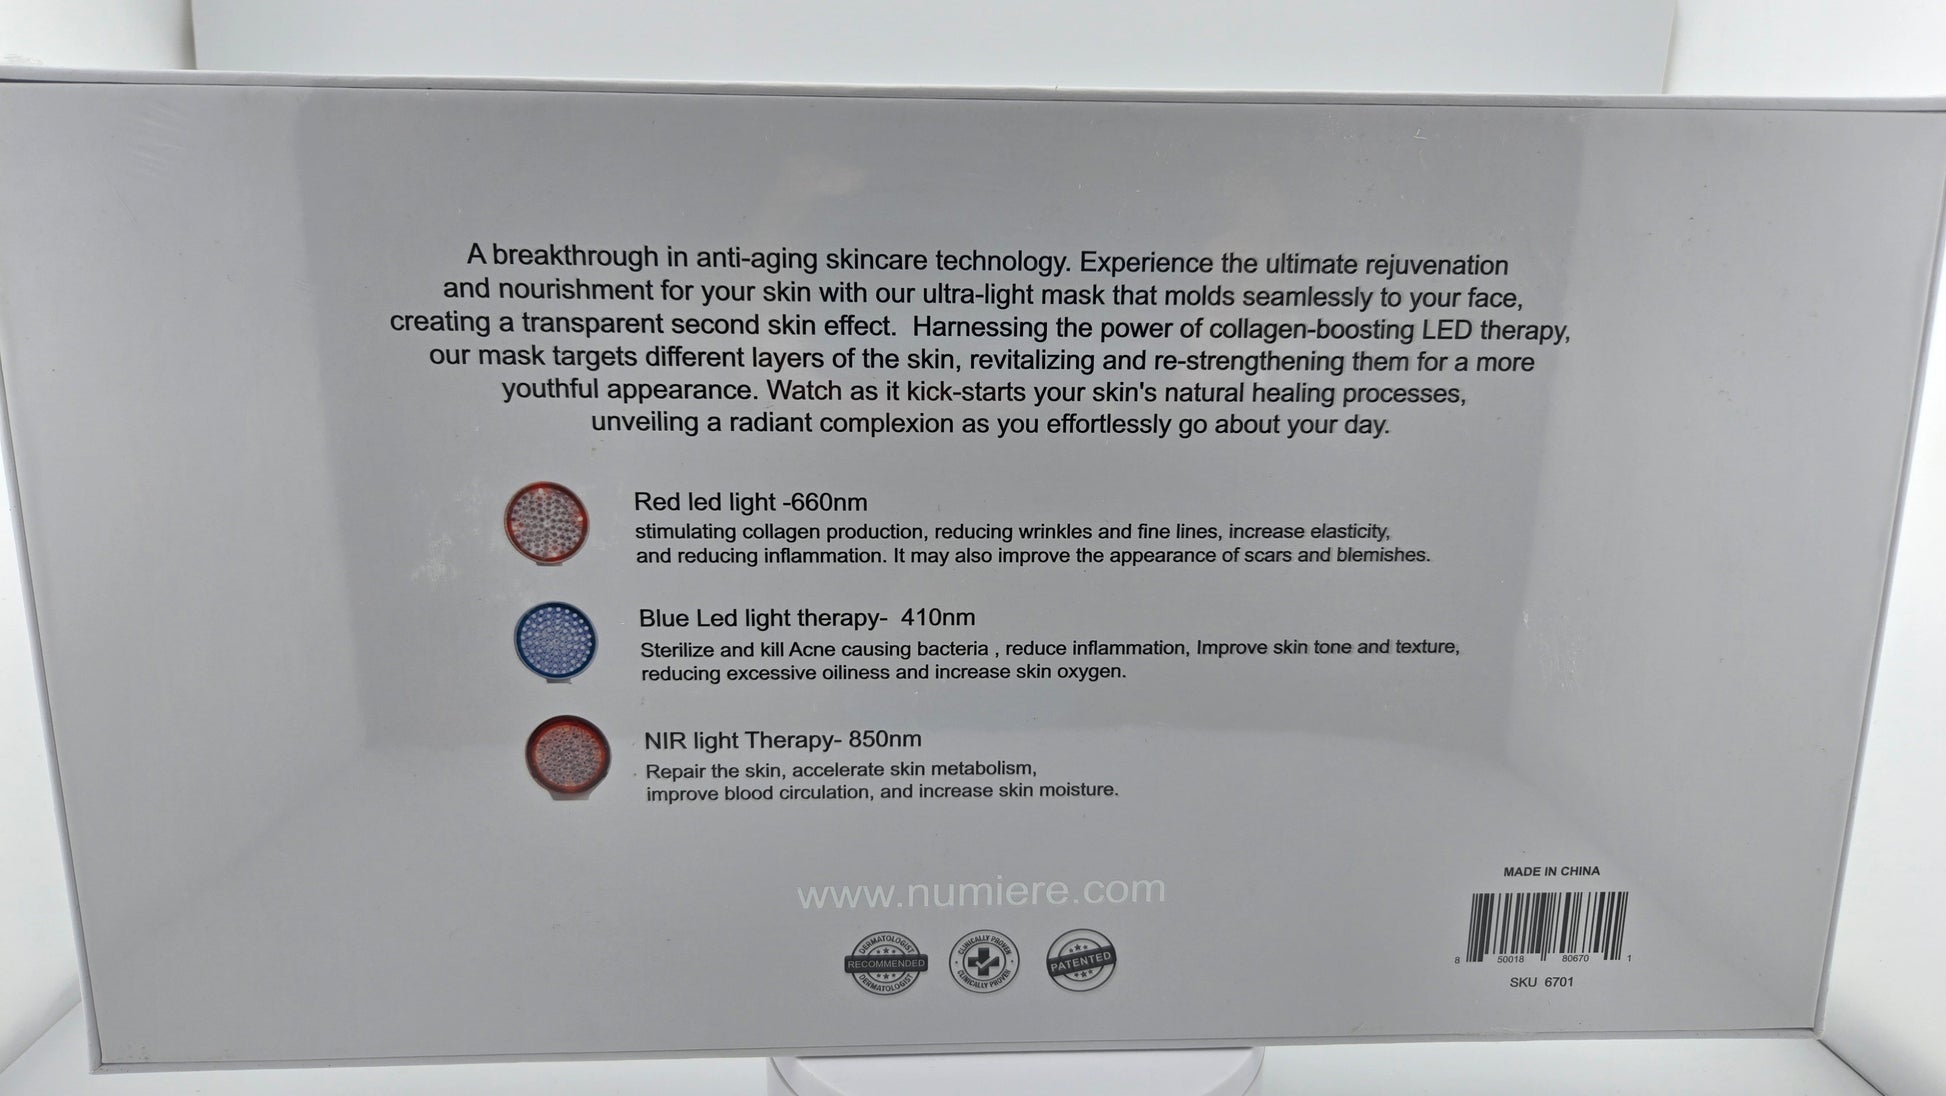 A breakthrough in anti-aging skincare technology. Experience the ultimate rejuvenation
and nourishment for your skin with our ultra-light mask that molds seamlessly to your face,
creating a transparent second skin effect. Harnessing the power of collagen-boosting LED therapy,
our mask targets different layers of the skin, revitalizing and re-strengthening them for a more
youthful appearance. Watch as it kick-starts your skin's natural healing processes,
unveiling a radiant complexion as you effortlessly go about your day.
Red led light -660nm
stimulating collagen production, reducing wrinkles and fine lines, increase elasticity,
and reducing inflammation. It may also improve the appearance of scars and blemishes.
Blue Led light therapy- 410nm
Sterilize and kill Acne causing bacteria , reduce inflammation, Improve skin tone and texture,
reducing excessive oiliness and increase skin oxygen.
NIR light Therapy- 850nm
Repair the skin, accelerate skin metabolism,
improve blood circulation, and increase skin moisture.
www.numiere.com
DERMATOLOGIST
RECOMMENDED
DERMATOLOGIST
CLINICALLY PROVEN
CLINICALLY PROVEN
PATENTED
MADE IN CHINA
8 50018 80670 1
SKU 6701